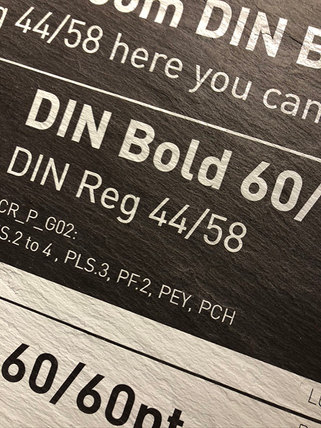 om DIN B
g 44/58 here you can
DIN Bold 60/
DIN Reg 44/58
CR_P_G02:
S.2 to 4 , PLS.3, PF.2, PEY, PCH
60/60pt